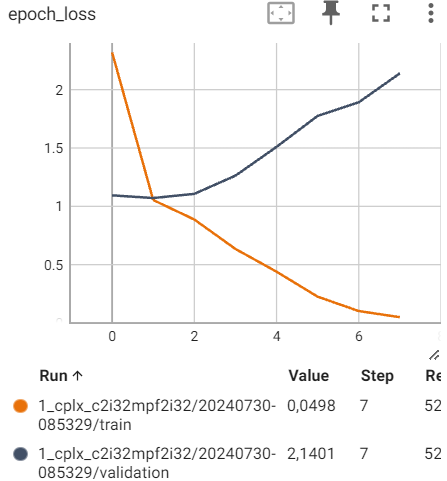 epoch_loss
2
1.5
1
0.5
0 2 4 6
Run ↑ Value Step Re
1_cplx_c2i32mpf2i32/20240730- 0,0498 7 52
085329/train
1_cplx_c2i32mpf2i32/20240730- 2,1401 7 52
085329/validation